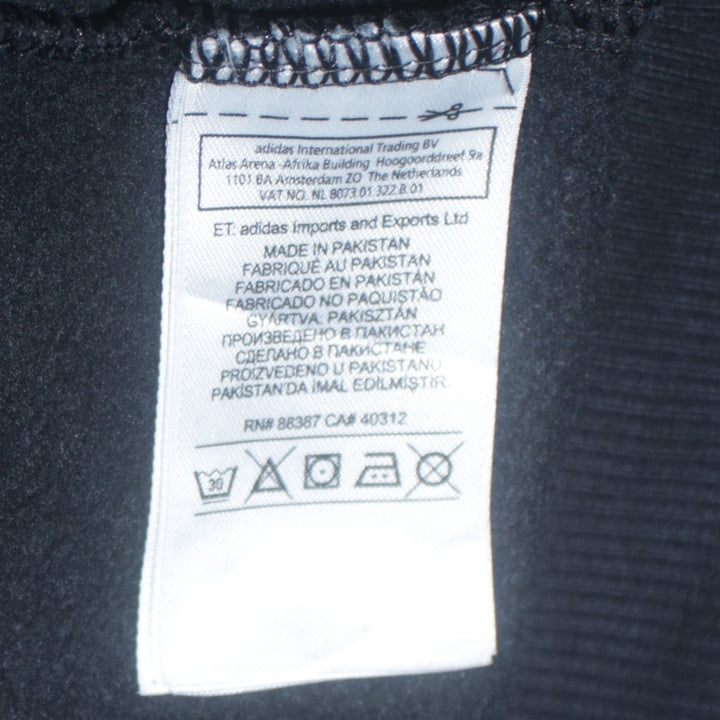 adidas International Trading BV
Atlas Arena -Afrika Building Hoogoorddreef 9a
1101 BA Amsterdam ZO The Netherlands
VAT NO. NL 8073.01.322.B.01
ET: adidas Imports and Exports Ltd
MADE IN PAKISTAN
FABRIQUÉ AU PAKISTAN
FABRICADO EN PAKISTÁN
FABRICADO NO PAQUISTÃO
GYÁRTVA: PAKISZTÁN
ПРОИЗВЕДЕНО В ПАКИСТАН
СДЕЛАНО В ПАКИСТАНЕ
PROIZVEDENO U PAKISTANU
PAKİSTAN'DA İMAL EDİLMİŞTİR.
RN# 88387 CA# 40312
30